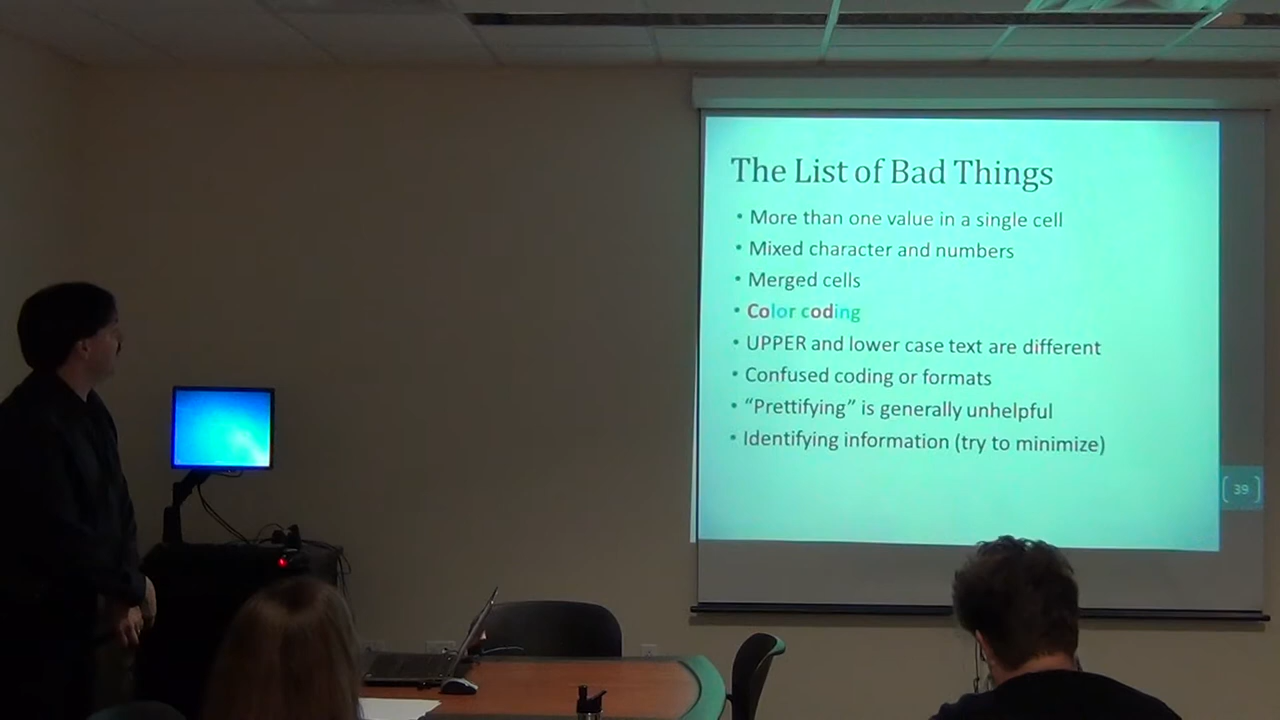 The List of Bad Things
• More than one value in a single cell
• Mixed character and numbers
• Merged cells
• Color coding
• UPPER and lower case text are different
• Confused coding or formats
• “Prettifying” is generally unhelpful
• Identifying information (try to minimize)
39